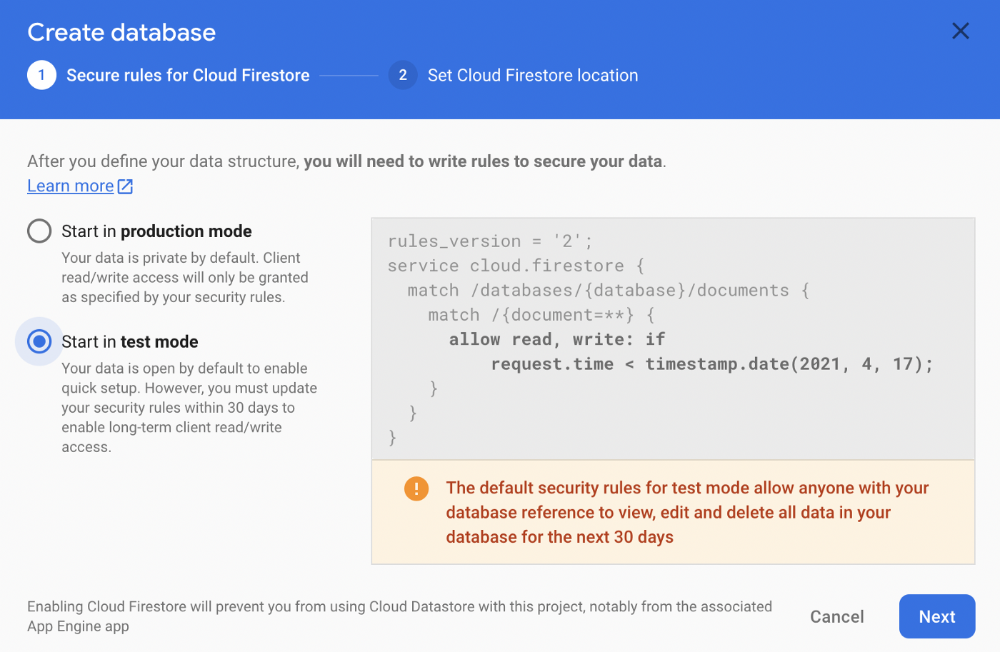 Create database
1 Secure rules for Cloud Firestore 2 Set Cloud Firestore location
After you define your data structure, you will need to write rules to secure your data.
Learn more
Start in production mode
Your data is private by default. Client
read/write access will only be granted
as specified by your security rules.
Start in test mode
Your data is open by default to enable
quick setup. However, you must update
your security rules within 30 days to
enable long-term client read/write
access.
rules_version = '2';
service cloud.firestore {
  match /databases/{database}/documents {
    match /{document=**} {
      allow read, write: if
          request.time < timestamp.date(2021, 4, 17);
    }
  }
}
The default security rules for test mode allow anyone with your
database reference to view, edit and delete all data in your
database for the next 30 days
Enabling Cloud Firestore will prevent you from using Cloud Datastore with this project, notably from the associated
App Engine app
Cancel
Next